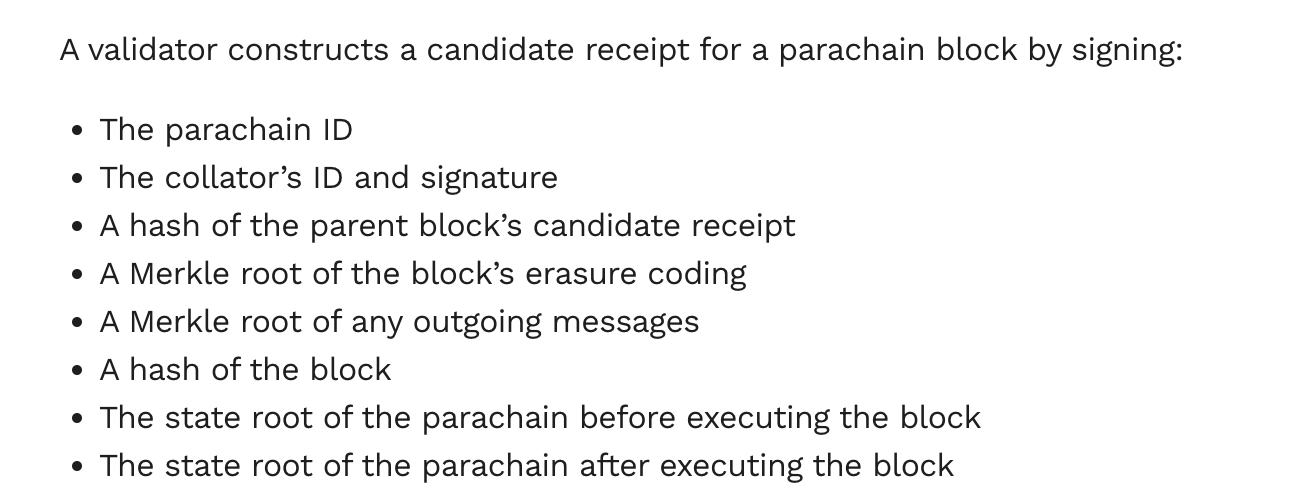 A validator constructs a candidate receipt for a parachain block by signing:
• The parachain ID
• The collator’s ID and signature
• A hash of the parent block’s candidate receipt
• A Merkle root of the block’s erasure coding
• A Merkle root of any outgoing messages
• A hash of the block
• The state root of the parachain before executing the block
• The state root of the parachain after executing the block